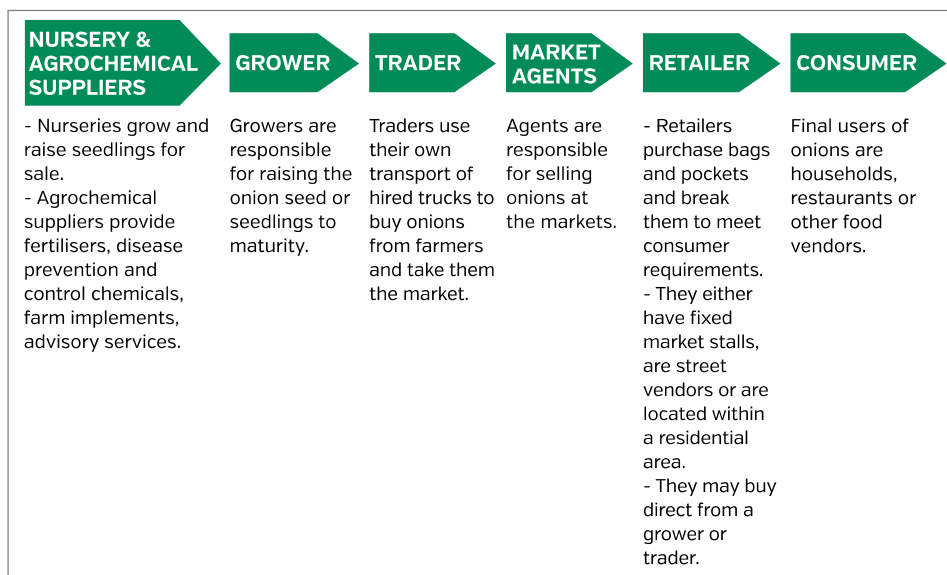 NURSERY &
AGROCHEMICAL
SUPPLIERS
- Nurseries grow and
raise seedlings for
sale.
- Agrochemical
suppliers provide
fertilisers, disease
prevention and
control chemicals,
farm implements,
advisory services.
GROWER
Growers are
responsible
for raising the
onion seed or
seedlings to
maturity.
TRADER
Traders use
their own
transport of
hired trucks to
buy onions
from farmers
and take them
the market.
MARKET
AGENTS
Agents are
responsible
for selling
onions at
the markets.
RETAILER
- Retailers
purchase bags
and pockets
and break
them to meet
consumer
requirements.
- They either
have fixed
market stalls,
are street
vendors or are
located within
a residential
area.
- They may buy
direct from a
grower or
trader.
CONSUMER
Final users of
onions are
households,
restaurants or
other food
vendors.